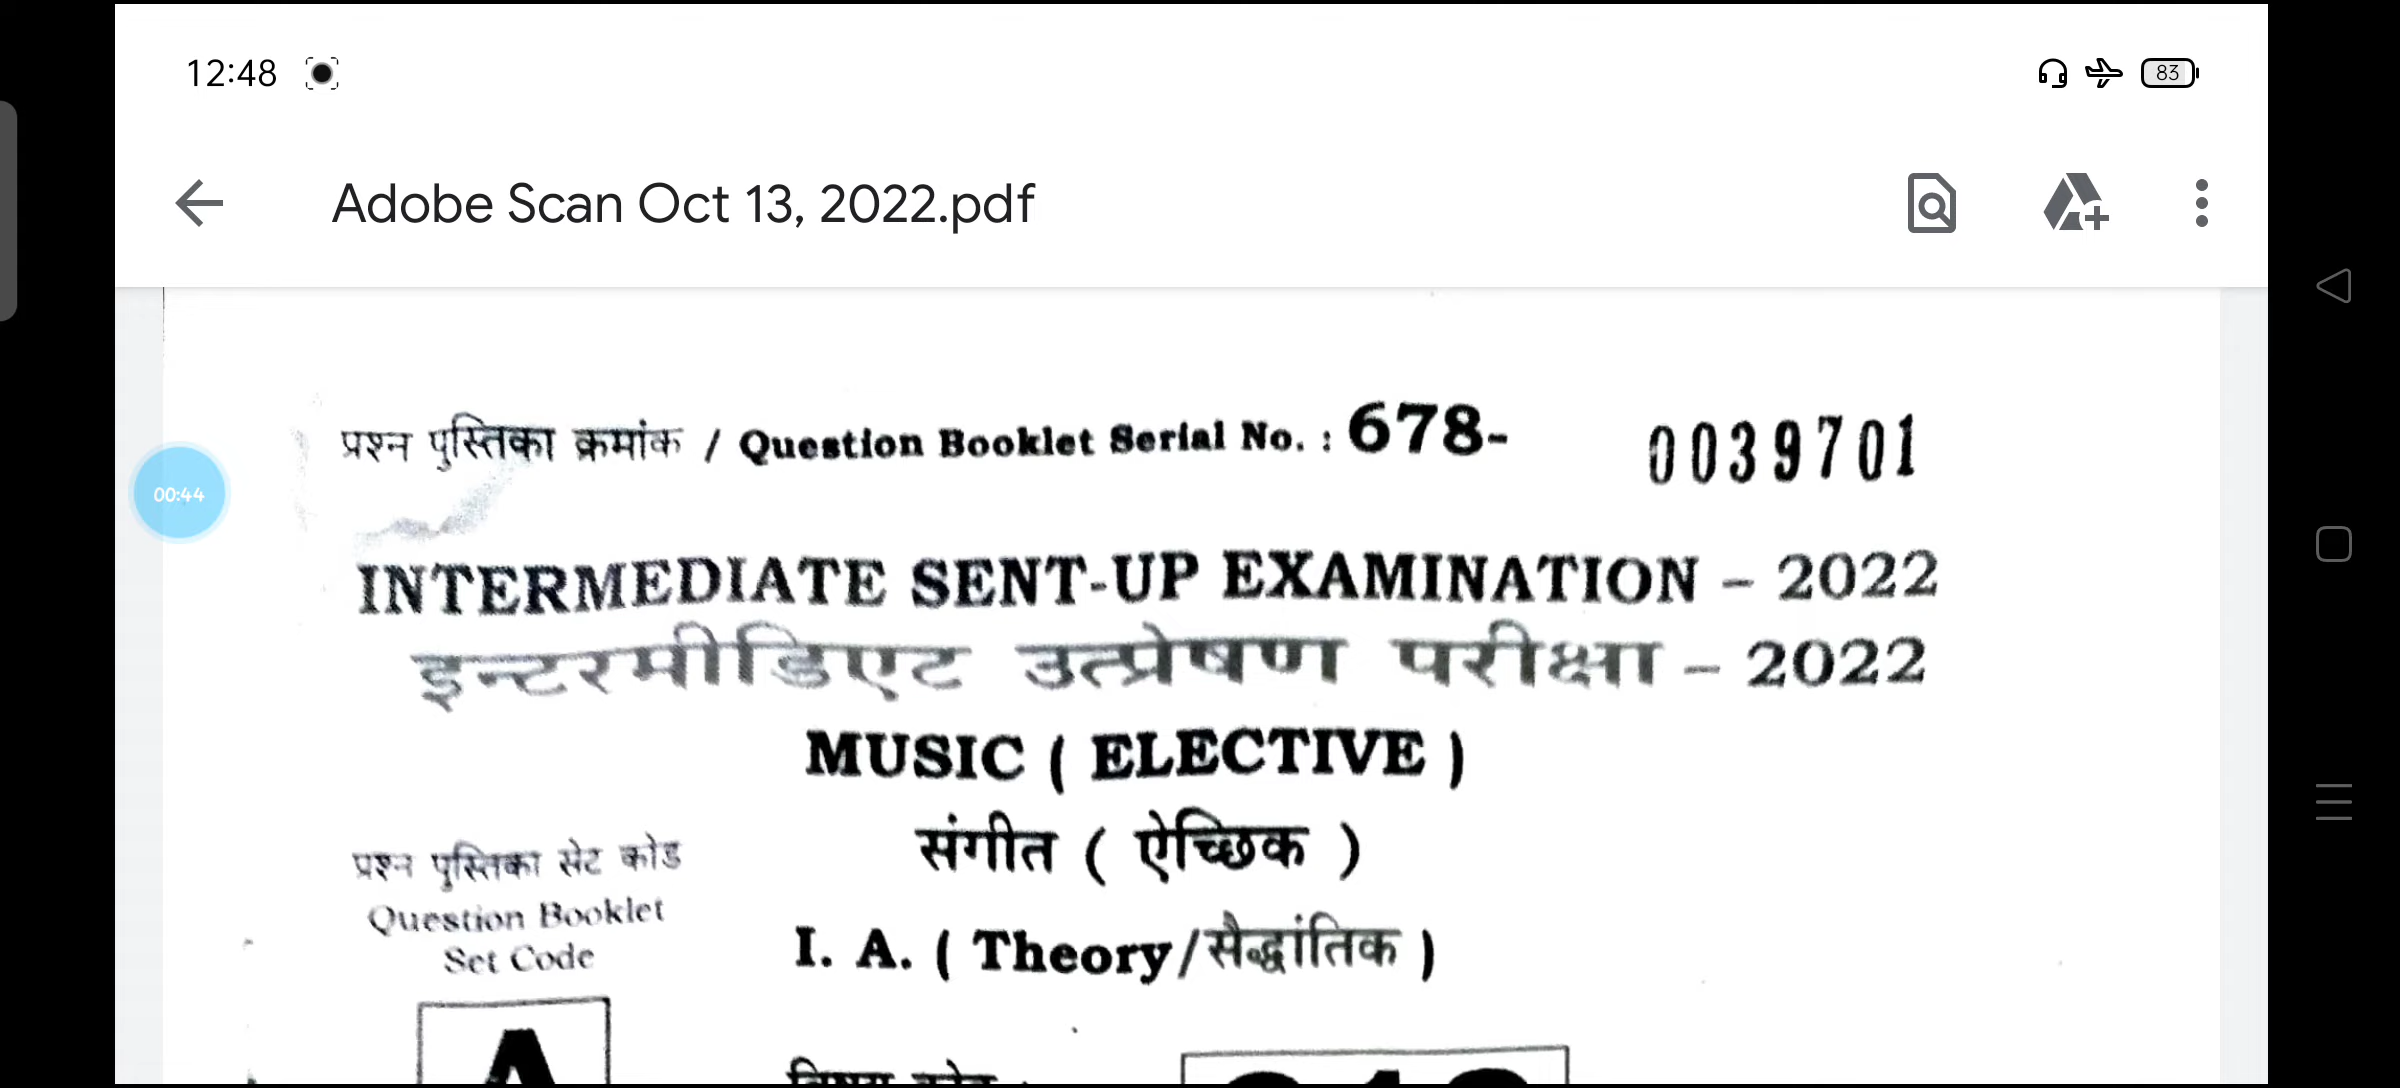 12:48
83
Adobe Scan Oct 13, 2022.pdf
प्रश्न पुस्तिका क्रमांक / Question Booklet Serial No. : 678- 0039701
00:44
INTERMEDIATE SENT-UP EXAMINATION – 2022
इन्टरमीडिएट उत्प्रेषण परीक्षा – 2022
MUSIC ( ELECTIVE )
संगीत ( ऐच्छिक )
प्रश्न पुस्तिका सेट कोड
Question Booklet
Set Code
I. A. ( Theory/सैद्धांतिक )
A
विषय कोड :